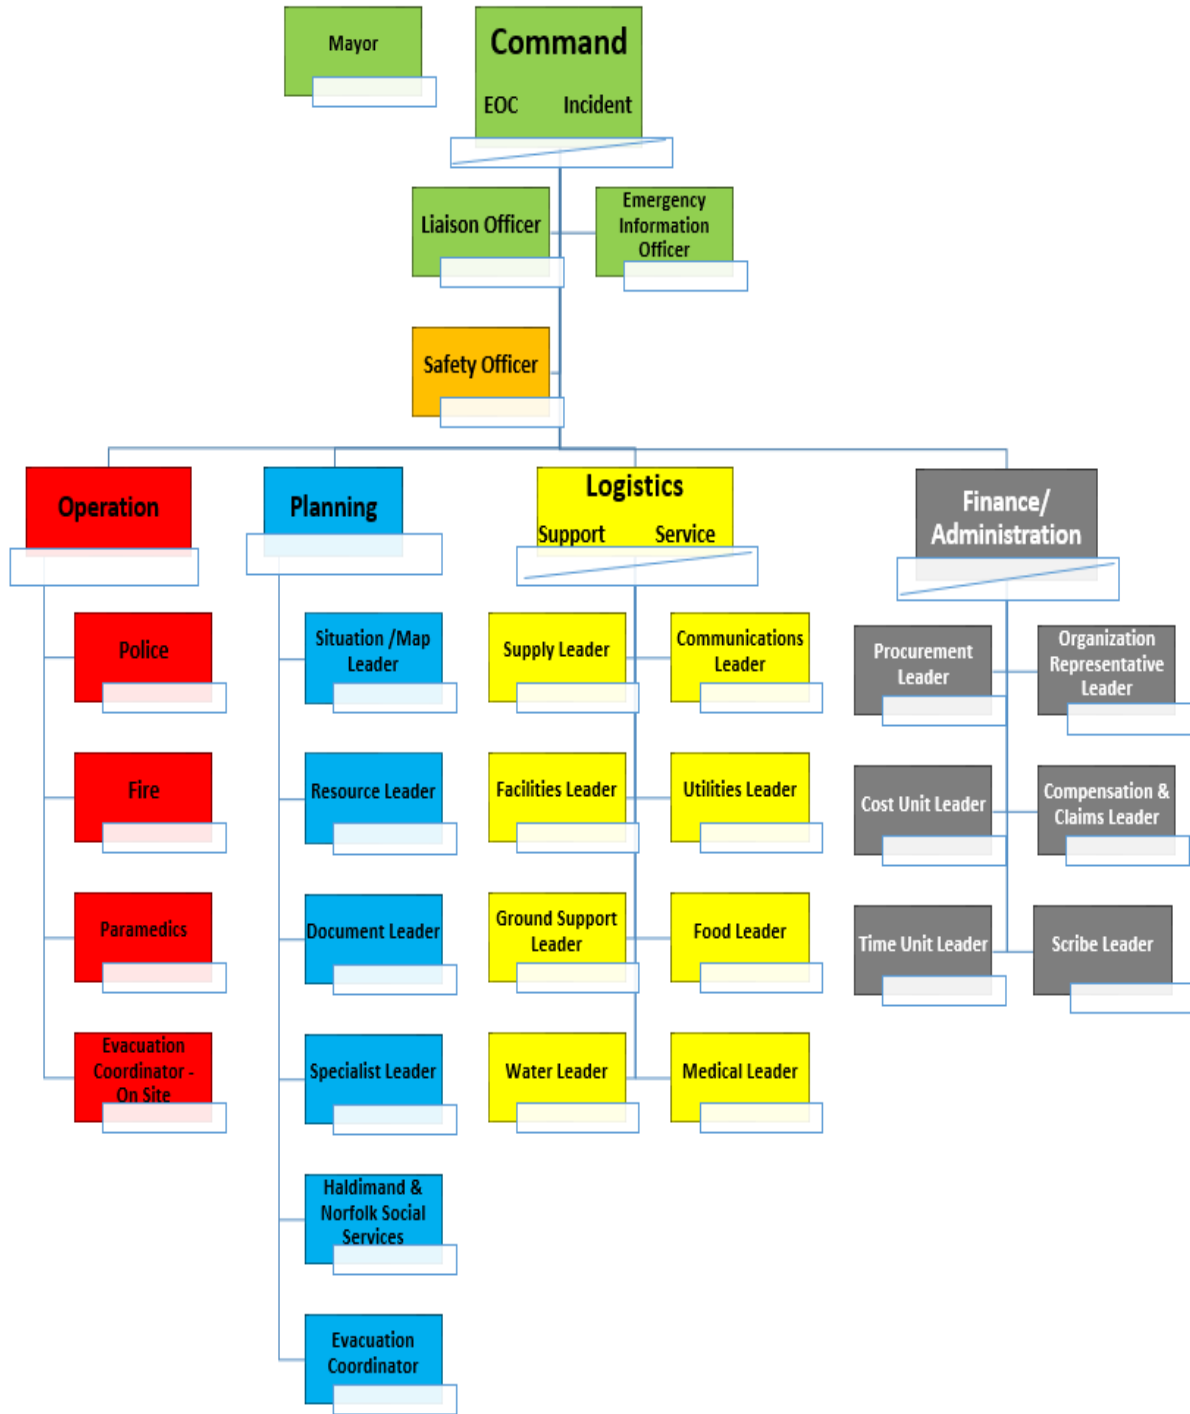 Mayor
Command
EOC Incident
Liaison Officer
Emergency
Information
Officer
Safety Officer
Operation
Planning
Logistics
Support Service
Finance/
Administration
Police
Fire
Paramedics
Evacuation
Coordinator -
On Site
Situation /Map
Leader
Resource Leader
Document Leader
Specialist Leader
Haldimand &
Norfolk Social
Services
Evacuation
Coordinator
Supply Leader
Communications
Leader
Facilities Leader
Utilities Leader
Ground Support
Leader
Food Leader
Water Leader
Medical Leader
Procurement
Leader
Organization
Representative
Leader
Cost Unit Leader
Compensation &
Claims Leader
Time Unit Leader
Scribe Leader